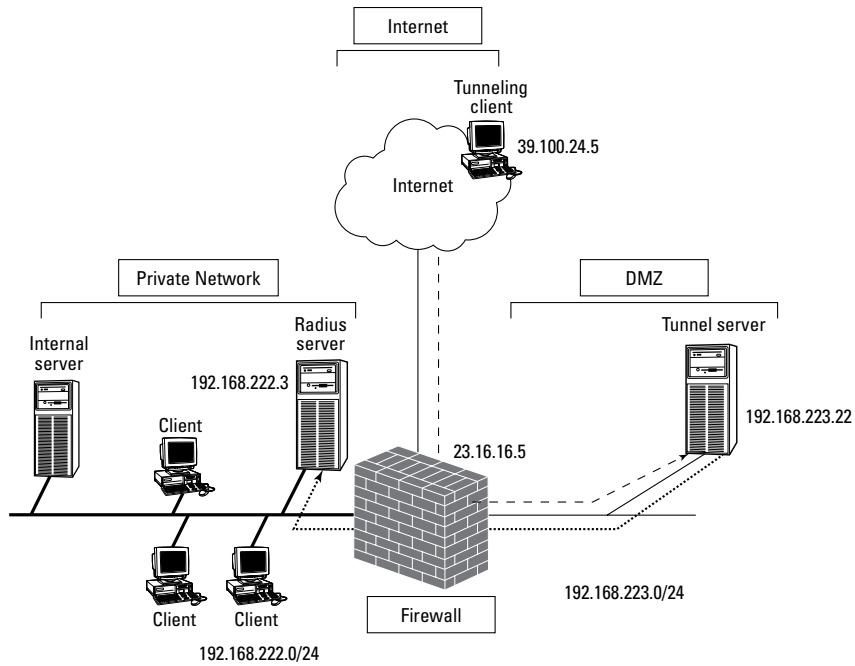 Internet
Tunneling
client
39.100.24.5
Internet
Private Network
DMZ
Internal
server
Radius
server
Tunnel server
192.168.222.3
192.168.223.22
Client
23.16.16.5
Client
Client
Firewall
192.168.223.0/24
192.168.222.0/24